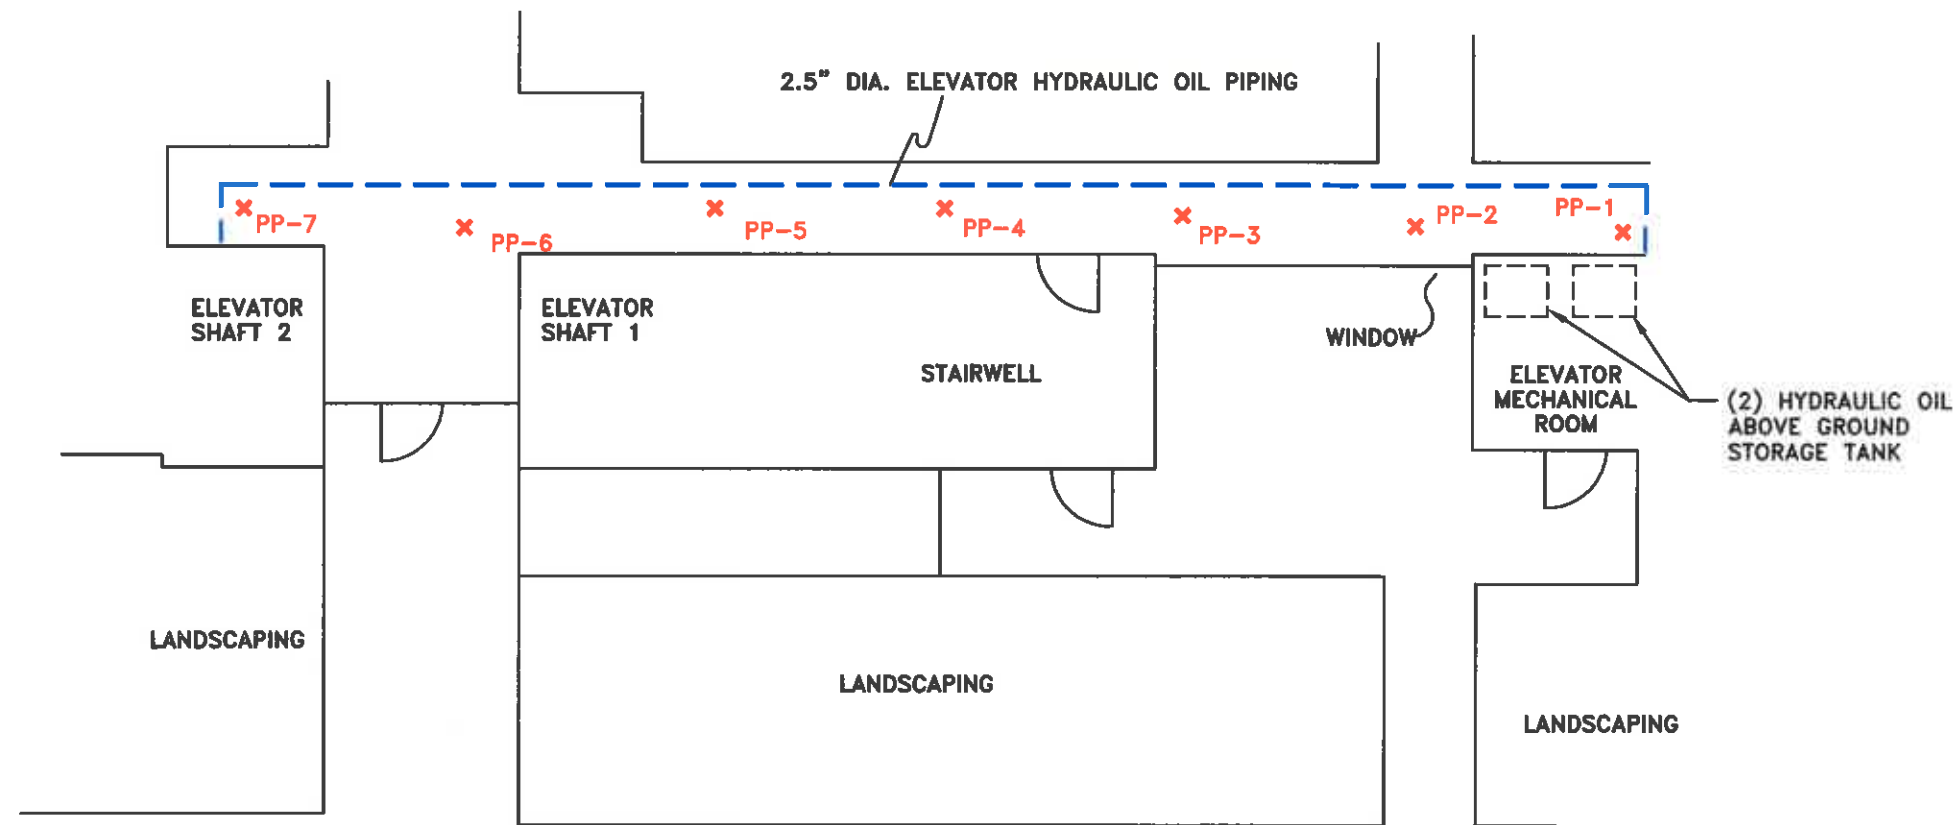 2.5" DIA. ELEVATOR HYDRAULIC OIL PIPING
PP-7
PP-6
PP-5
PP-4
PP-3
PP-2
PP-1
ELEVATOR
SHAFT 2
ELEVATOR
SHAFT 1
STAIRWELL
WINDOW
ELEVATOR
MECHANICAL
ROOM
(2) HYDRAULIC OIL
ABOVE GROUND
STORAGE TANK
LANDSCAPING
LANDSCAPING
LANDSCAPING